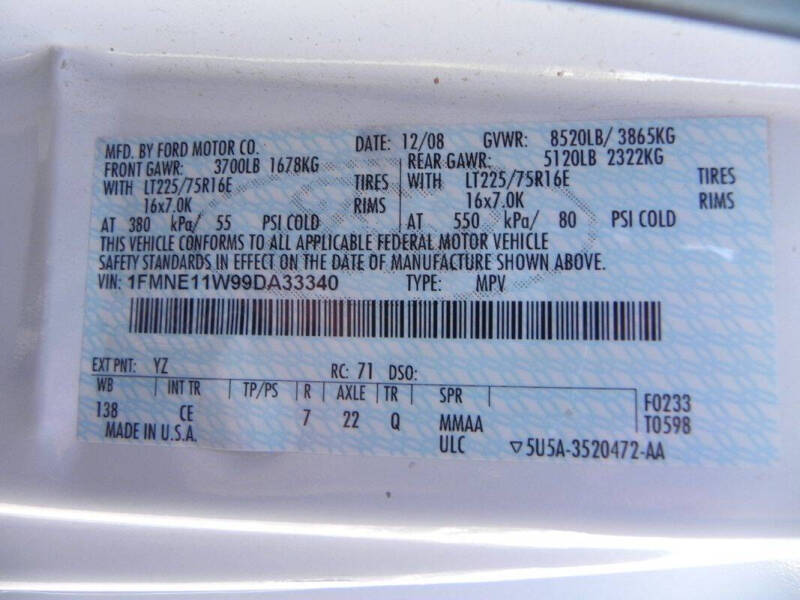 MFD. BY FORD MOTOR CO. DATE: 12/08 GVWR: 8520LB/ 3865KG
FRONT GAWR: 3700LB 1678KG REAR GAWR: 5120LB 2322KG
WITH LT225/75R16E TIRES WITH LT225/75R16E TIRES
16x7.0K RIMS 16x7.0K RIMS
AT 380 kPa/ 55 PSI COLD AT 550 kPa/ 80 PSI COLD
THIS VEHICLE CONFORMS TO ALL APPLICABLE FEDERAL MOTOR VEHICLE
SAFETY STANDARDS IN EFFECT ON THE DATE OF MANUFACTURE SHOWN ABOVE.
VIN: 1FMNE11W99DA33340 TYPE: MPV
EXT PNT: YZ RC: 71 DSO:
WB INT TR TP/PS R AXLE TR SPR F0233
138 CE 7 22 Q MMAA T0598
MADE IN U.S.A. ULC ▽5U5A-3520472-AA